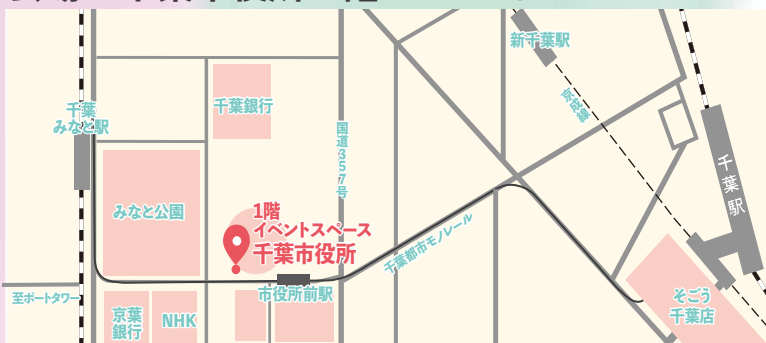 新千葉駅
京成線
千葉
みなと駅
千葉銀行
国道357号
千葉駅
みなと公園
1階
イベントスペース
千葉市役所
千葉都市モノレール
市役所前駅
至ポートタワー
京葉
銀行
NHK
そごう
千葉店